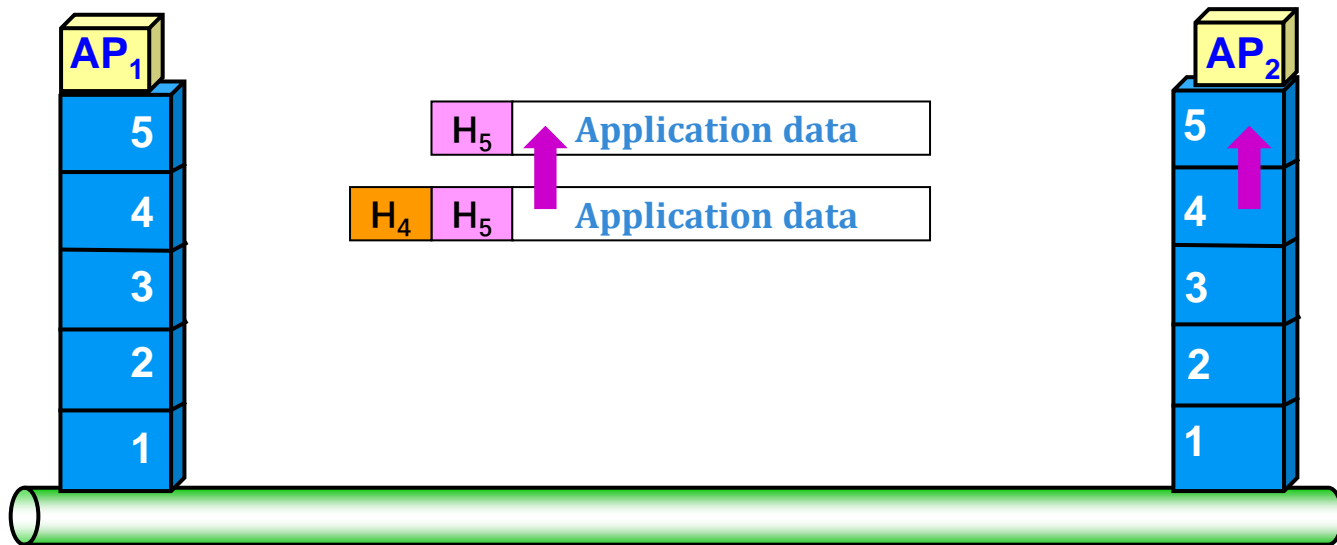 AP₁
AP₂
5
H₅ Application data
5
4
H₄ H₅ Application data
4
3
3
2
2
1
1